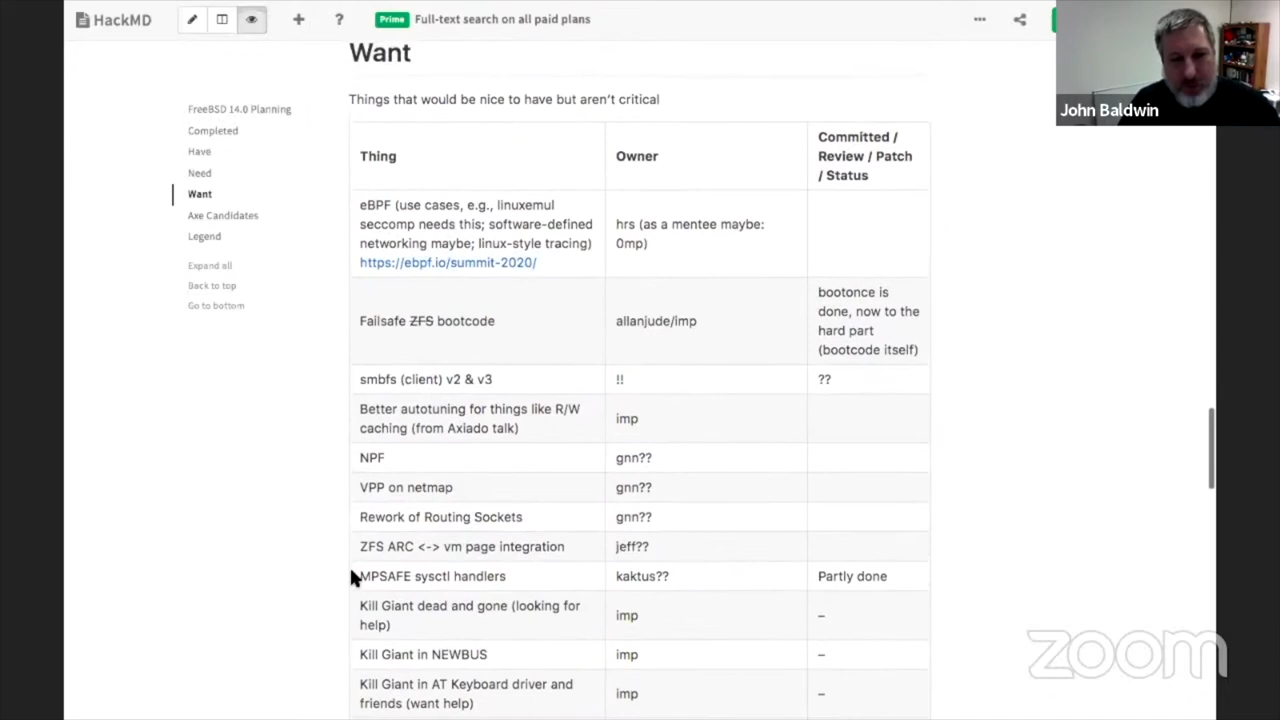 HackMD
Prime Full-text search on all paid plans
John Baldwin
FreeBSD 14.0 Planning
Completed
Have
Need
Want
Axe Candidates
Legend
Expand all
Back to top
Go to bottom
Want
Things that would be nice to have but aren't critical
Thing Owner Committed /
Review / Patch
/ Status
eBPF (use cases, e.g., linuxemul
seccomp needs this; software-defined
networking maybe; linux-style tracing)
https://ebpf.io/summit-2020/
hrs (as a mentee maybe:
0mp)
Failsafe ZFS bootcode
allanjude/imp
bootonce is
done, now to the
hard part
(bootcode itself)
smbfs (client) v2 & v3 !! ??
Better autotuning for things like R/W
caching (from Axiado talk)
imp
NPF gnn??
VPP on netmap gnn??
Rework of Routing Sockets gnn??
ZFS ARC <-> vm page integration jeff??
MPSAFE sysctl handlers kaktus?? Partly done
Kill Giant dead and gone (looking for
help)
imp –
Kill Giant in NEWBUS imp –
Kill Giant in AT Keyboard driver and
friends (want help)
imp –
zoom